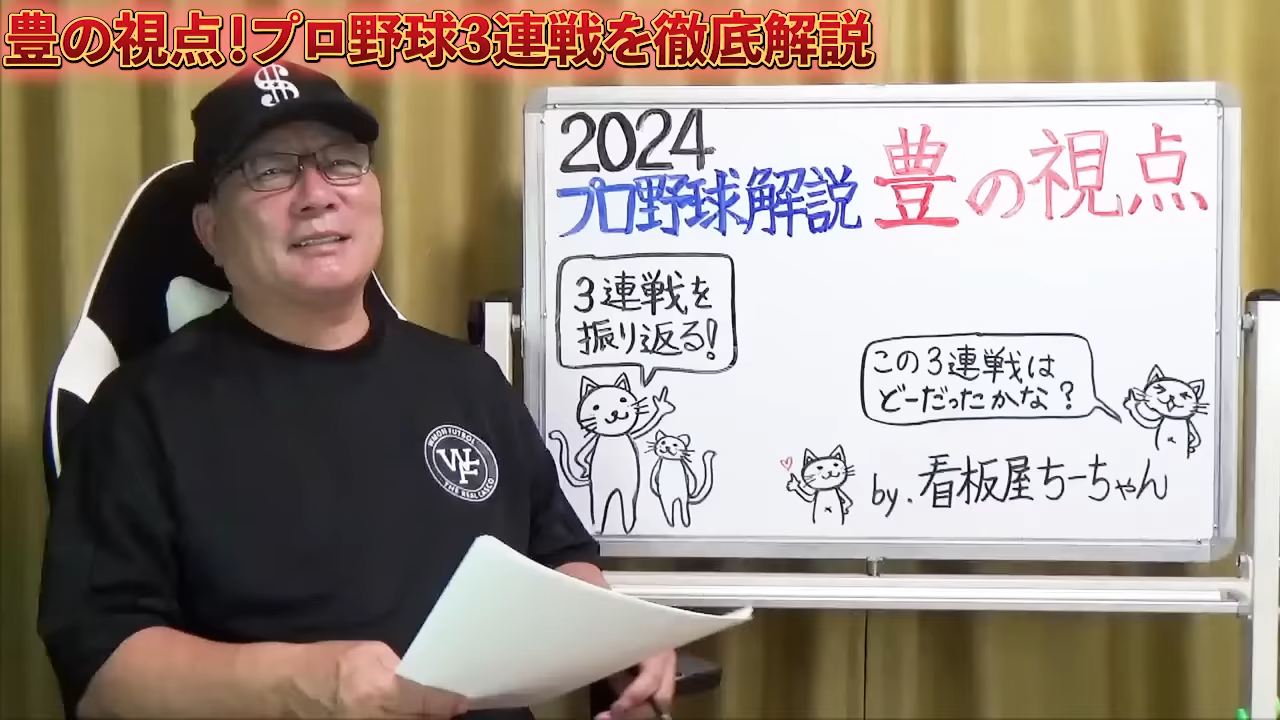 豊の視点!プロ野球3連戦を徹底解説
2024
プロ野球解説 豊の視点
3連戦を
振り返る!
この3連戦は
どーだったかな?
by.看板屋ちーちゃん
WF